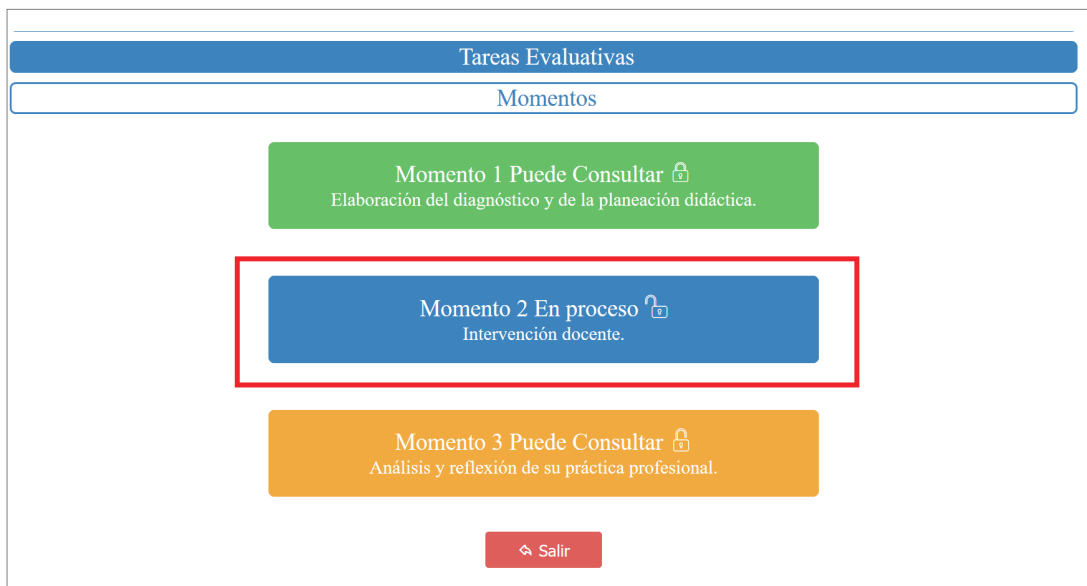 Tareas Evaluativas
Momentos
Momento 1 Puede Consultar
Elaboración del diagnóstico y de la planeación didáctica.
Momento 2 En proceso
Intervención docente.
Momento 3 Puede Consultar
Análisis y reflexión de su práctica profesional.
Salir